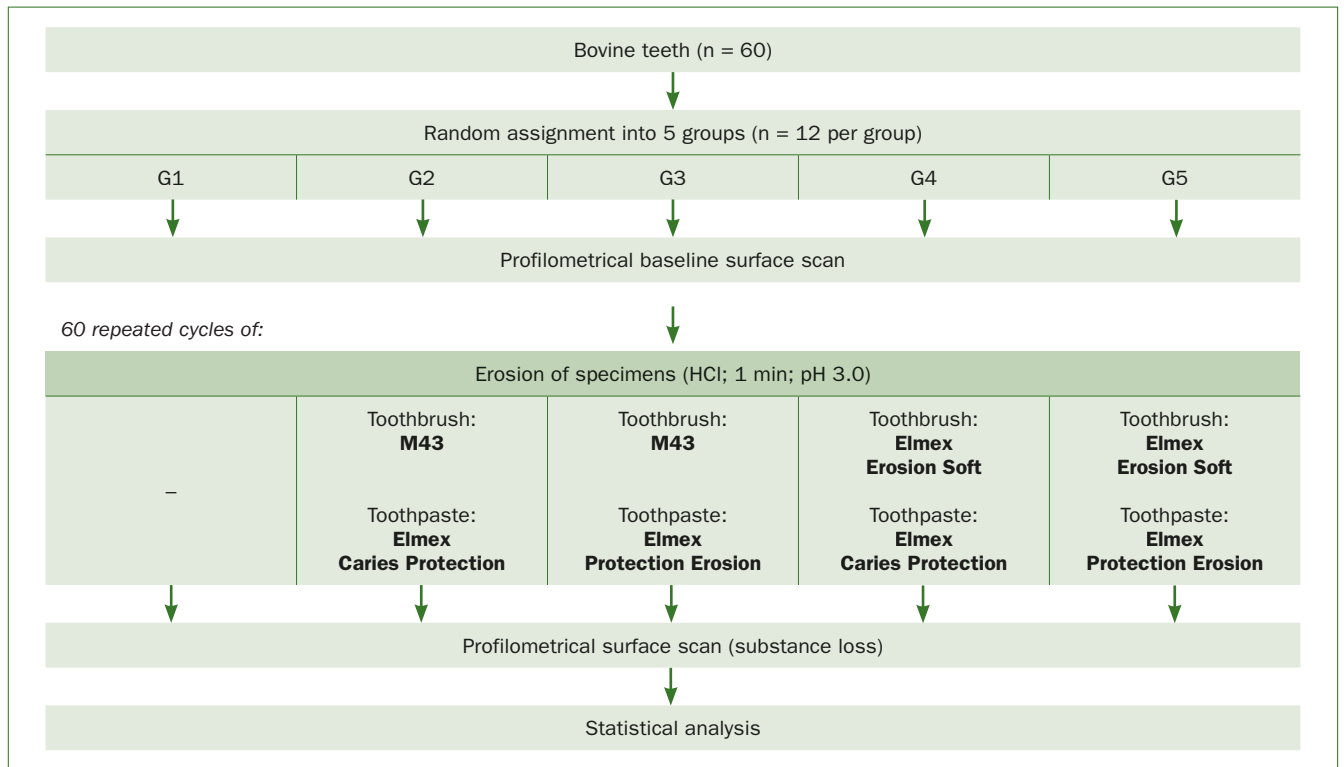 Bovine teeth (n = 60)
Random assignment into 5 groups (n = 12 per group)
G1
G2
G3
G4
G5
Profilometrical baseline surface scan
60 repeated cycles of:
Erosion of specimens (HCl; 1 min; pH 3.0)
–
Toothbrush:
M43
Toothpaste:
Elmex
Caries Protection
Toothbrush:
M43
Toothpaste:
Elmex
Protection Erosion
Toothbrush:
Elmex
Erosion Soft
Toothpaste:
Elmex
Caries Protection
Toothbrush:
Elmex
Erosion Soft
Toothpaste:
Elmex
Protection Erosion
Profilometrical surface scan (substance loss)
Statistical analysis